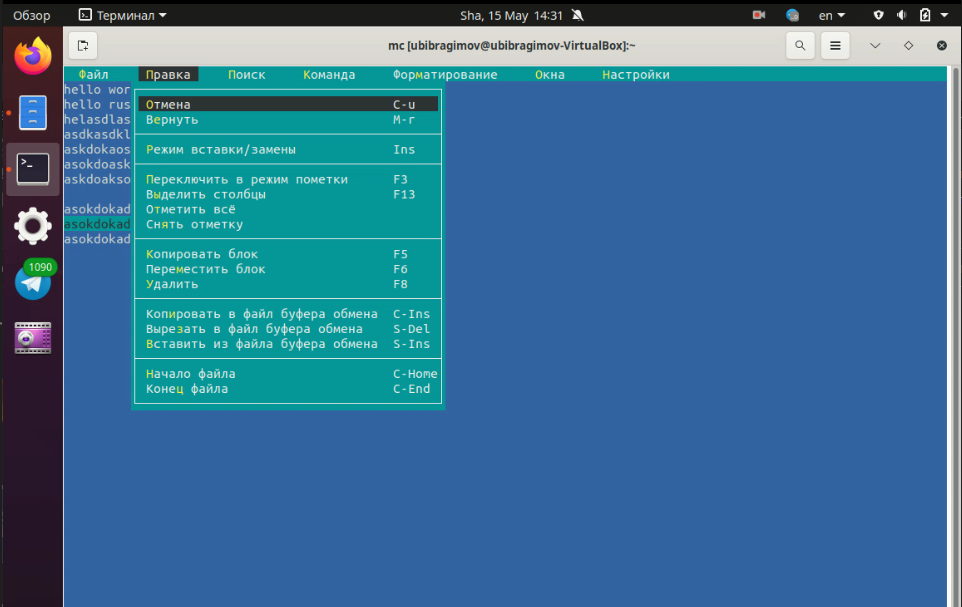 Обзор Терминал Sha, 15 May 14:31 en
mc [ubibragimov@ubibragimov-VirtualBox]:~
Файл Правка Поиск Команда Форматирование Окна Настройки
hello wor
hello rus
helasdlas
asdkasdkl
askdokaos
asokdoask
askdoakso
asokdokad
asokdokad
asokdokad
Отмена C-u
Вернуть M-r
Режим вставки/замены Ins
Переключить в режим пометки F3
Выделить столбцы F13
Отметить всё
Снять отметку
Копировать блок F5
Переместить блок F6
Удалить F8
Копировать в файл буфера обмена C-Ins
Вырезать в файл буфера обмена S-Del
Вставить из файла буфера обмена S-Ins
Начало файла C-Home
Конец файла C-End
1090